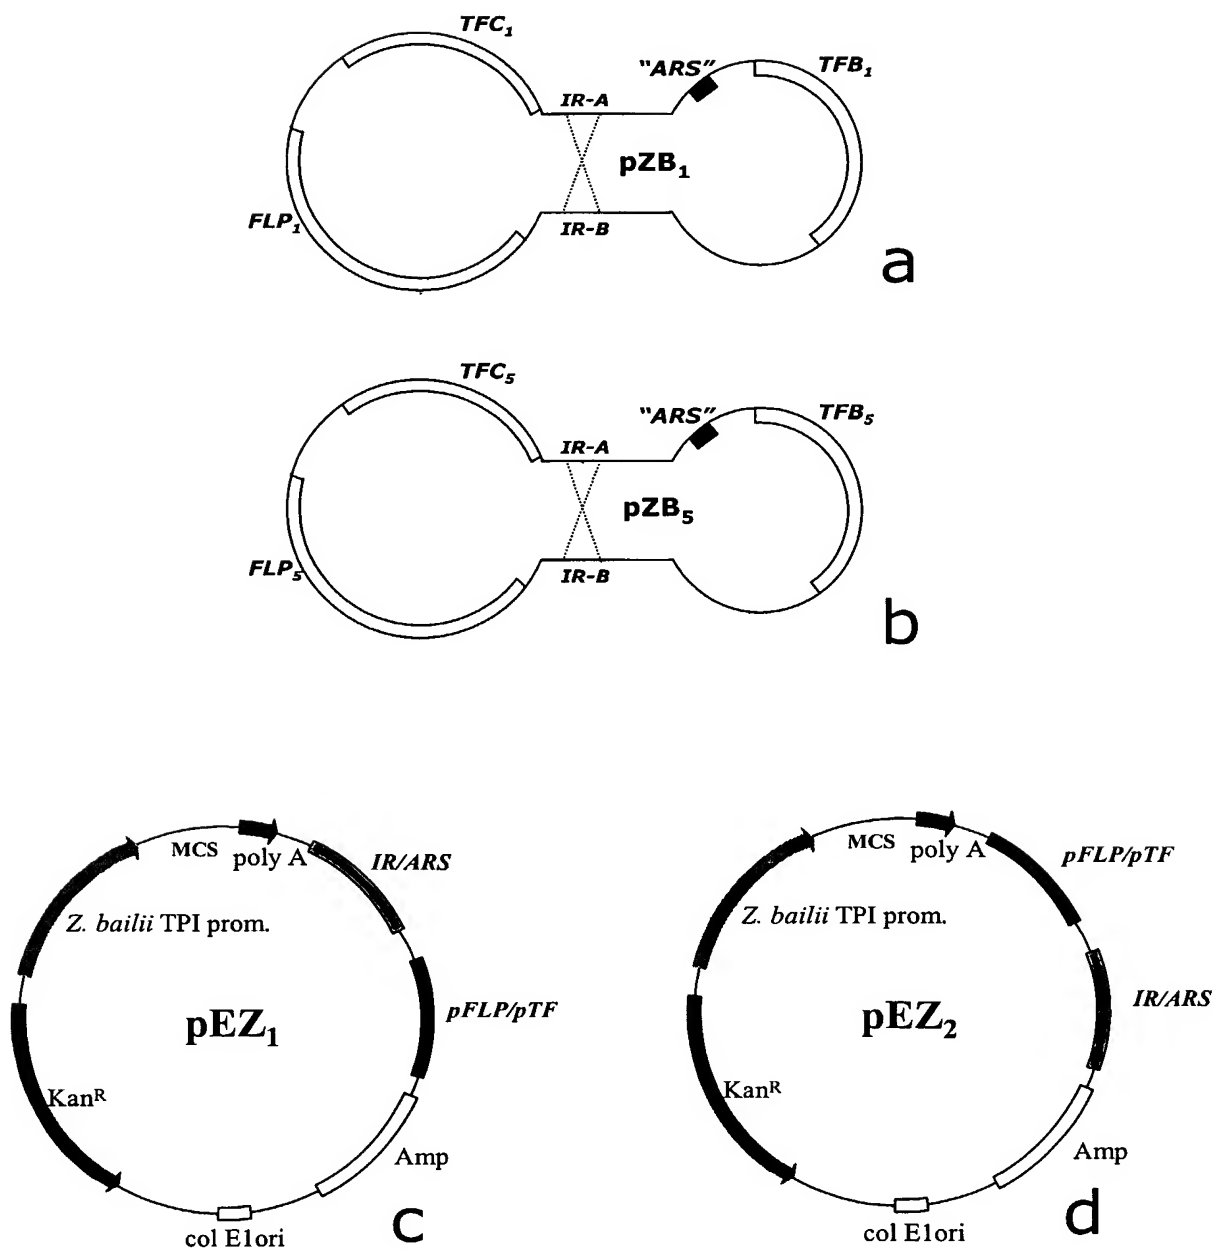 TFC₁
"ARS"
TFB₁
IR-A
pZB₁
FLP₁
IR-B
a
TFC₅
"ARS"
TFB₅
IR-A
pZB₅
FLP₅
IR-B
b
MCS
poly A
IR/ARS
Z. bailii TPI prom.
pFLP/pTF
pEZ₁
Kanᴿ
Amp
col E1ori
c
MCS
poly A
pFLP/pTF
Z. bailii TPI prom.
IR/ARS
pEZ₂
Kanᴿ
Amp
col E1ori
d